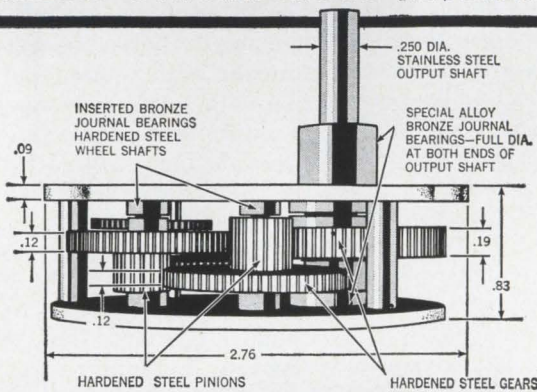 .250 DIA.
STAINLESS STEEL
OUTPUT SHAFT
INSERTED BRONZE
JOURNAL BEARINGS
HARDENED STEEL
WHEEL SHAFTS
SPECIAL ALLOY
BRONZE JOURNAL
BEARINGS—FULL DIA.
AT BOTH ENDS OF
OUTPUT SHAFT
.09
.12
.19
.83
.12
2.76
HARDENED STEEL PINIONS
HARDENED STEEL GEARS